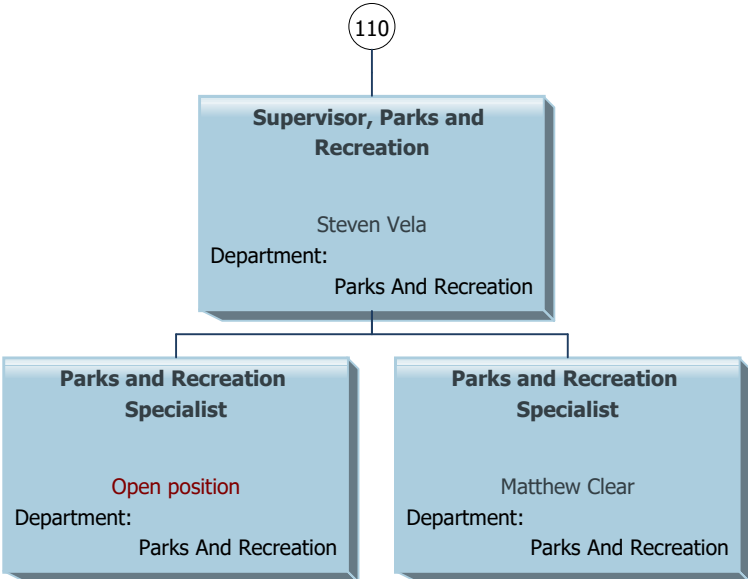 110
Supervisor, Parks and
Recreation
Steven Vela
Department:
Parks And Recreation
Parks and Recreation
Specialist
Open position
Department:
Parks And Recreation
Parks and Recreation
Specialist
Matthew Clear
Department:
Parks And Recreation